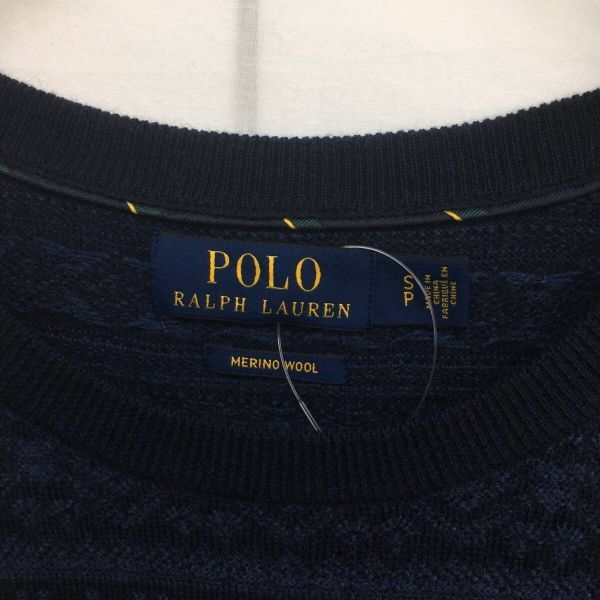 POLO
RALPH LAUREN
S
P
MADE IN
CHINA
FABRIQUÉ EN
CHINE
MERINO WOOL